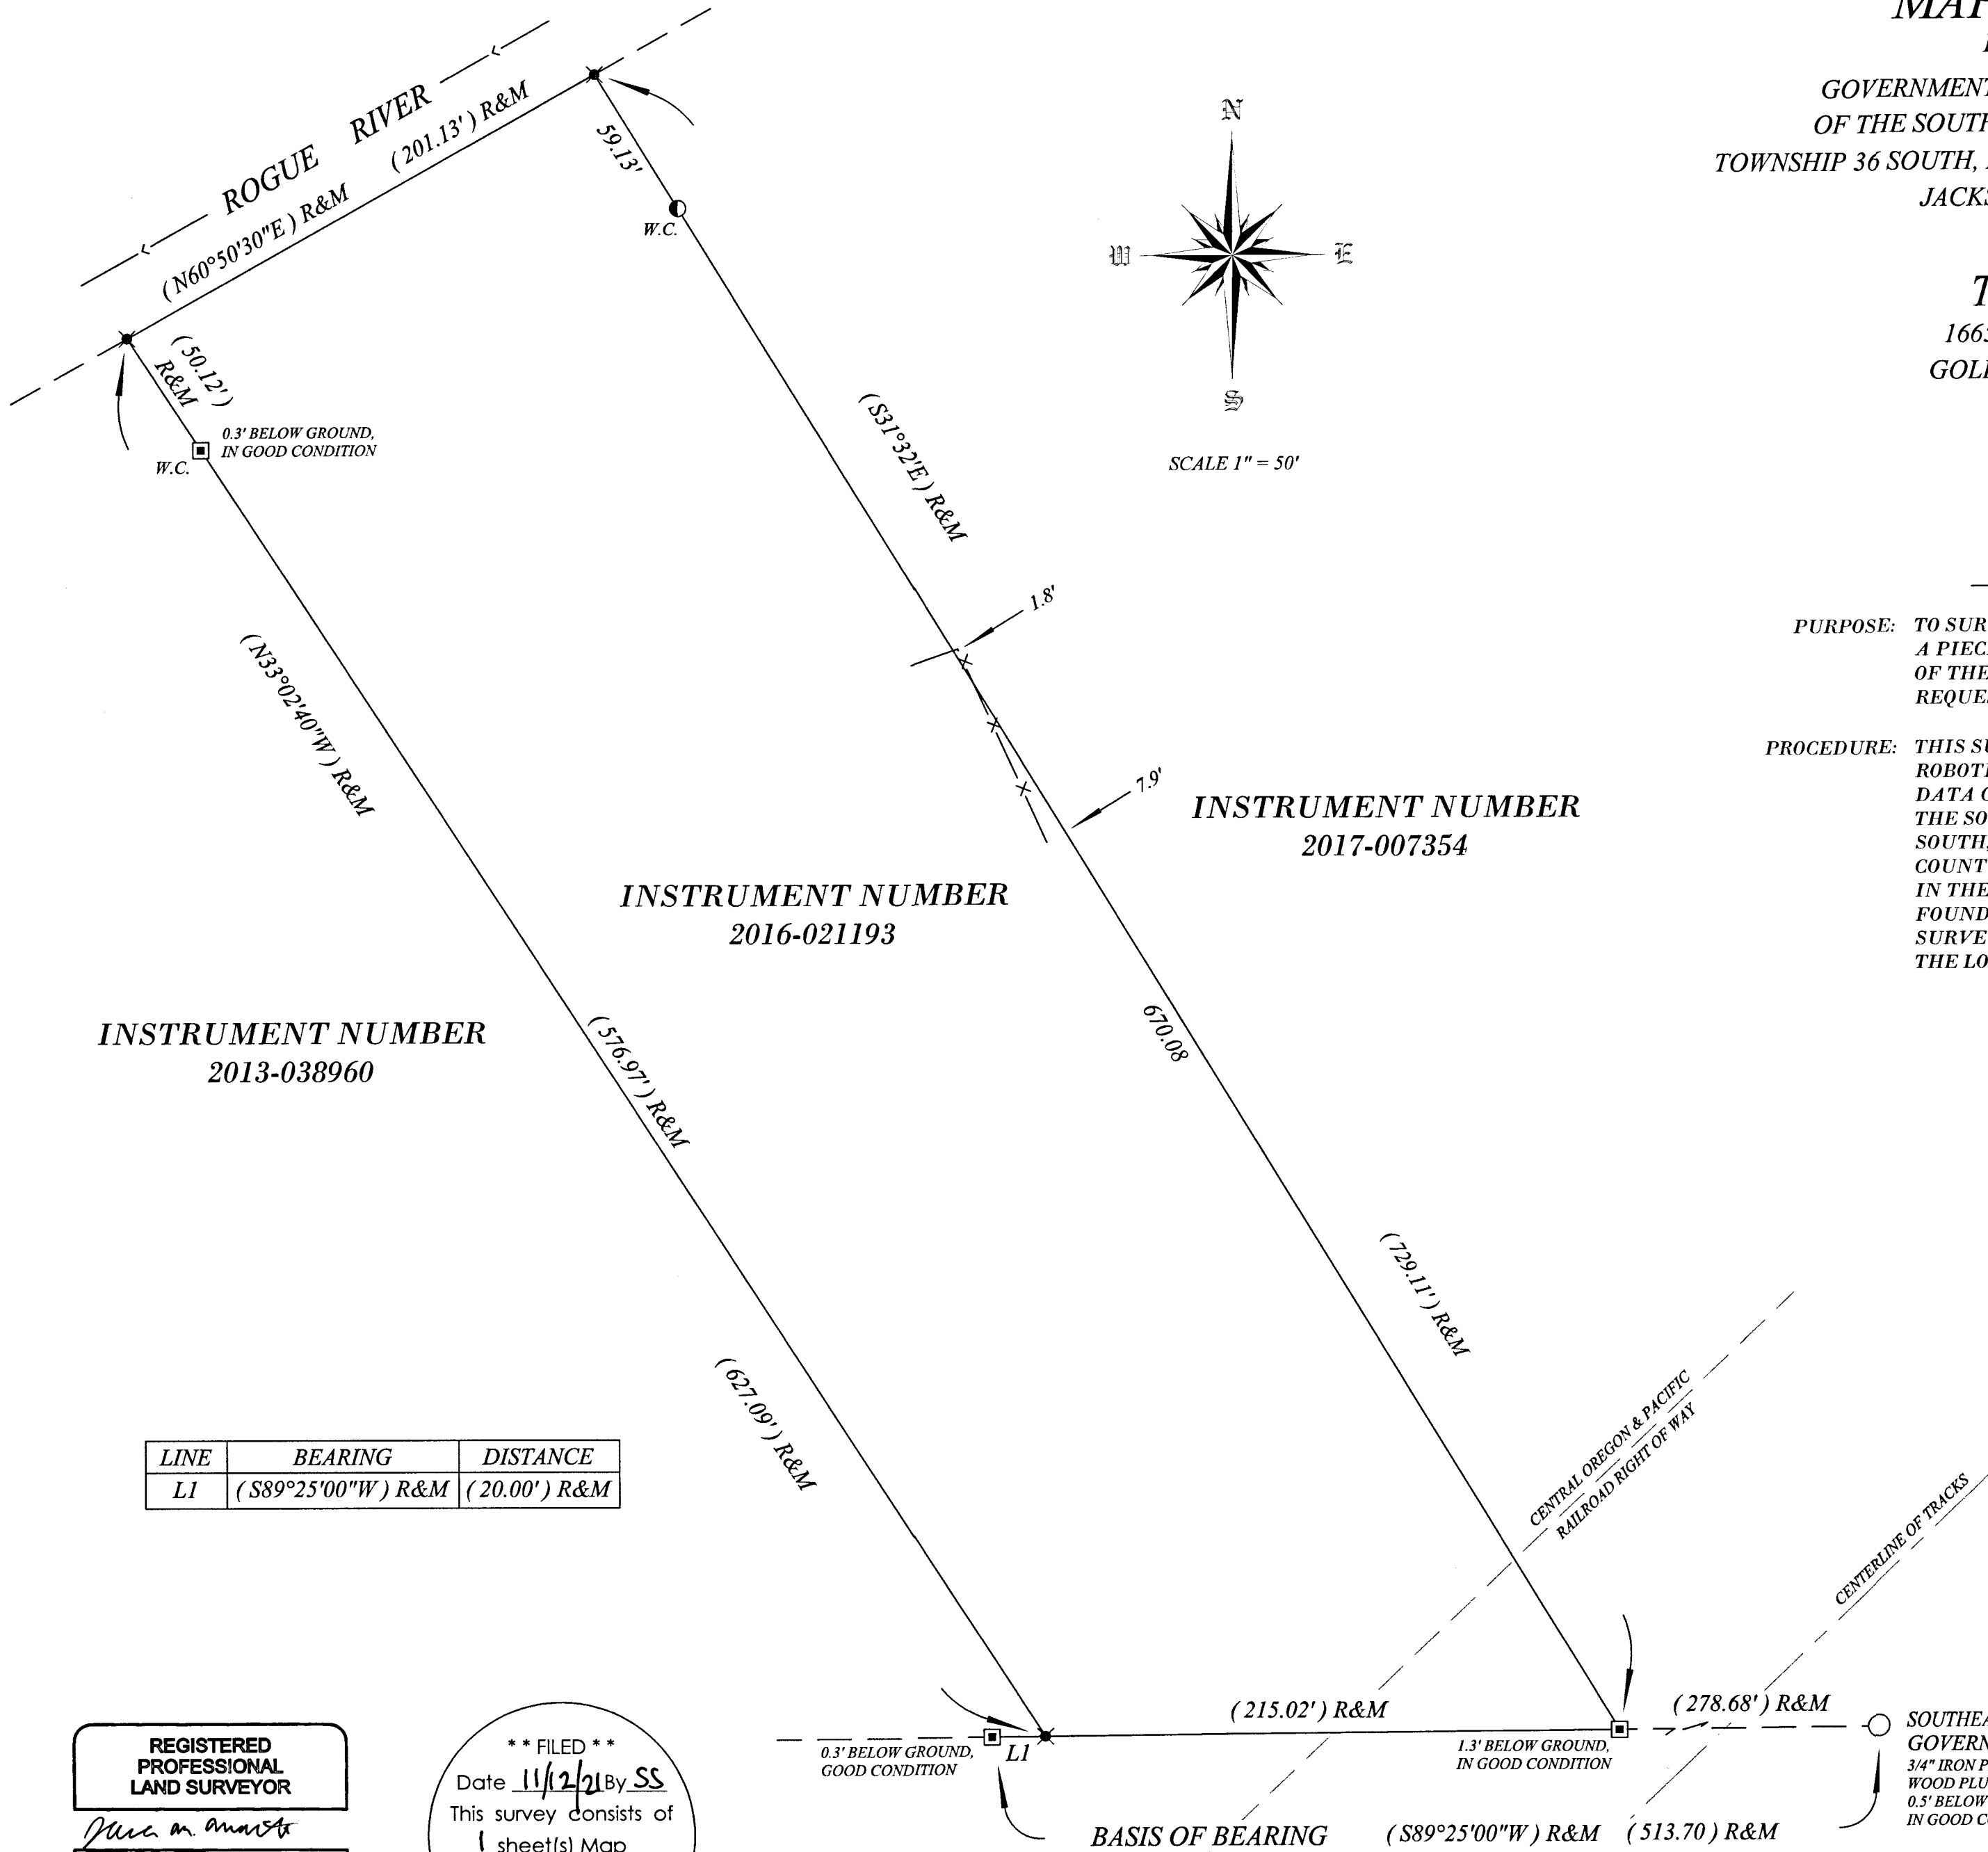 MAP
GOVERNMENT
OF THE SOUTH
TOWNSHIP 36 SOUTH,
JACKS
T
GOL
ROGUE RIVER
(N60°50'30"E) R&M (201.13') R&M
59.13'
W.C.
(50.12')
R&M
0.3' BELOW GROUND,
IN GOOD CONDITION
W.C.
N
W E
S
SCALE 1" = 50'
(S31°32'E) R&M
1.8'
7.9'
(N33°02'40"W) R&M
PURPOSE: TO SUR
A PIEC
OF THE
REQUE
PROCEDURE: THIS SU
ROBOTI
DATA
THE SO
SOUTH,
COUNT
IN THE
FOUND
SURVE
THE LO
INSTRUMENT NUMBER
2017-007354
INSTRUMENT NUMBER
2016-021193
INSTRUMENT NUMBER
2013-038960
(576.97') R&M
670.08
(729.11') R&M
(627.09') R&M
LINE BEARING DISTANCE
L1 (S89°25'00"W) R&M (20.00') R&M
CENTRAL OREGON & PACIFIC
RAILROAD RIGHT OF WAY
CENTERLINE OF TRACKS
(215.02') R&M
(278.68') R&M
0.3' BELOW GROUND,
GOOD CONDITION
L1
1.3' BELOW GROUND,
IN GOOD CONDITION
SOUTHEA
GOVERN
3/4" IRON P
WOOD PLU
0.5' BELOW
IN GOOD C
BASIS OF BEARING (S89°25'00"W) R&M (513.70) R&M
REGISTERED
PROFESSIONAL
LAND SURVEYOR
* * FILED * *
Date 11/12/21 By SS
This survey consists of
1 sheet(s) Map